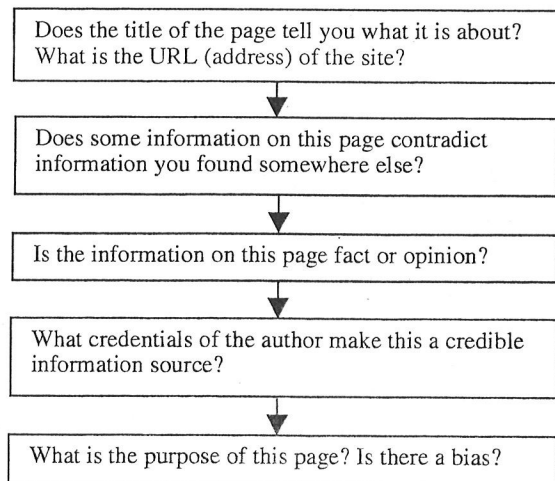 Does the title of the page tell you what it is about?
What is the URL (address) of the site?
Does some information on this page contradict
information you found somewhere else?
Is the information on this page fact or opinion?
What credentials of the author make this a credible
information source?
What is the purpose of this page? Is there a bias?